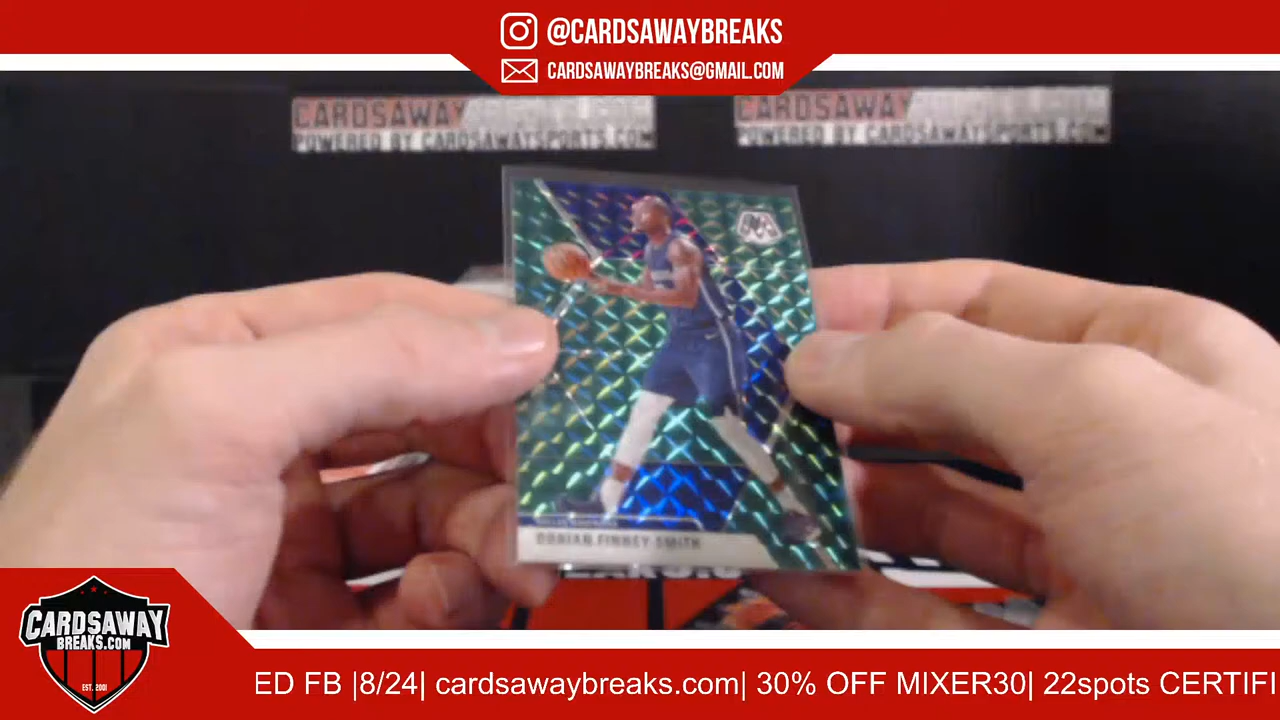 @CARDSAWAYBREAKS
CARDSAWAYBREAKS@GMAIL.COM
CARDSAWAY
POWERED BY CARDSAWAYSPORTS.COM
CARDSAWAY
POWERED BY CARDSAWAYSPORTS.COM
DORIAN FINNEY-SMITH
CARDSAWAY
BREAKS.COM
EST. 2001
ED FB |8/24| cardsawaybreaks.com| 30% OFF MIXER30| 22spots CERTIFI